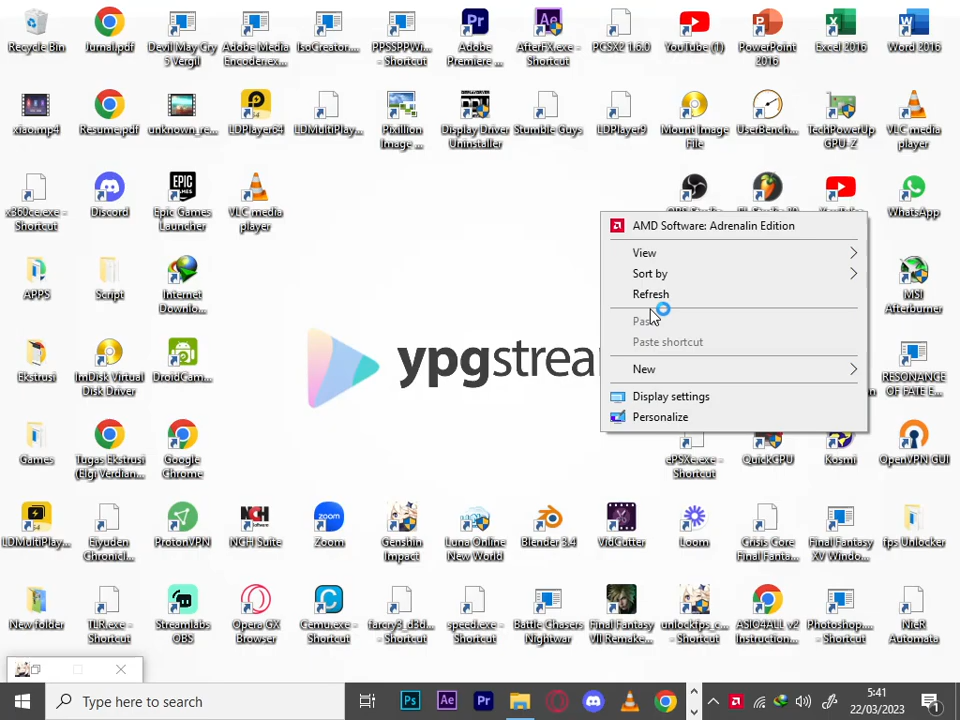 Recycle Bin
Jurnal.pdf
Devil May Cry
5 Vergil
Adobe Media
Encoder.ex...
IsoCreator....
PPSSPPWi...
- Shortcut
Adobe
Premiere ...
AfterFX.exe -
Shortcut
PCSX2 1.6.0
YouTube (1)
PowerPoint
2016
Excel 2016
Word 2016
xiao.mp4
Resume.pdf
unknown_re...
LDPlayer64
LDMultiPlay...
Pixillion
Image ...
Display Driver
Uninstaller
Stumble Guys
LDPlayer9
Mount Image
File
UserBench...
TechPowerUp
GPU-Z
VLC media
player
x360ce.exe -
Shortcut
Discord
Epic Games
Launcher
VLC media
player
WhatsApp
AMD Software: Adrenalin Edition
View
Sort by
Refresh
Paste shortcut
New
Display settings
Personalize
APPS
Script
Internet
Downlo...
MSI
Afterburner
ypgstrea
Ekstrusi
ImDisk Virtual
Disk Driver
DroidCam...
RESONANCE
OF FATE E...
Games
Tugas Ekstrusi
(Elgi Verdian...
Google
Chrome
ePSXe.exe -
Shortcut
QuickCPU
Kosmi
OpenVPN GUI
LDMultiPlay...
Eiyuden
Chronicl...
ProtonVPN
NCH Suite
Zoom
Genshin
Impact
Luna Online
New World
Blender 3.4
VidCutter
Loom
Crisis Core
Final Fanta...
Final Fantasy
XV Windo...
fps Unlocker
New folder
TLR.exe -
Shortcut
Streamlabs
OBS
Opera GX
Browser
Cemu.exe -
Shortcut
farcry3_d3d...
- Shortcut
speed.exe -
Shortcut
Battle Chasers
Nightwar
Final Fantasy
VII Remake...
unlockfps_c...
- Shortcut
ASIO4ALL v2
Instruction...
Photoshop....
- Shortcut
NieR
Automata
Type here to search
5:41
22/03/2023